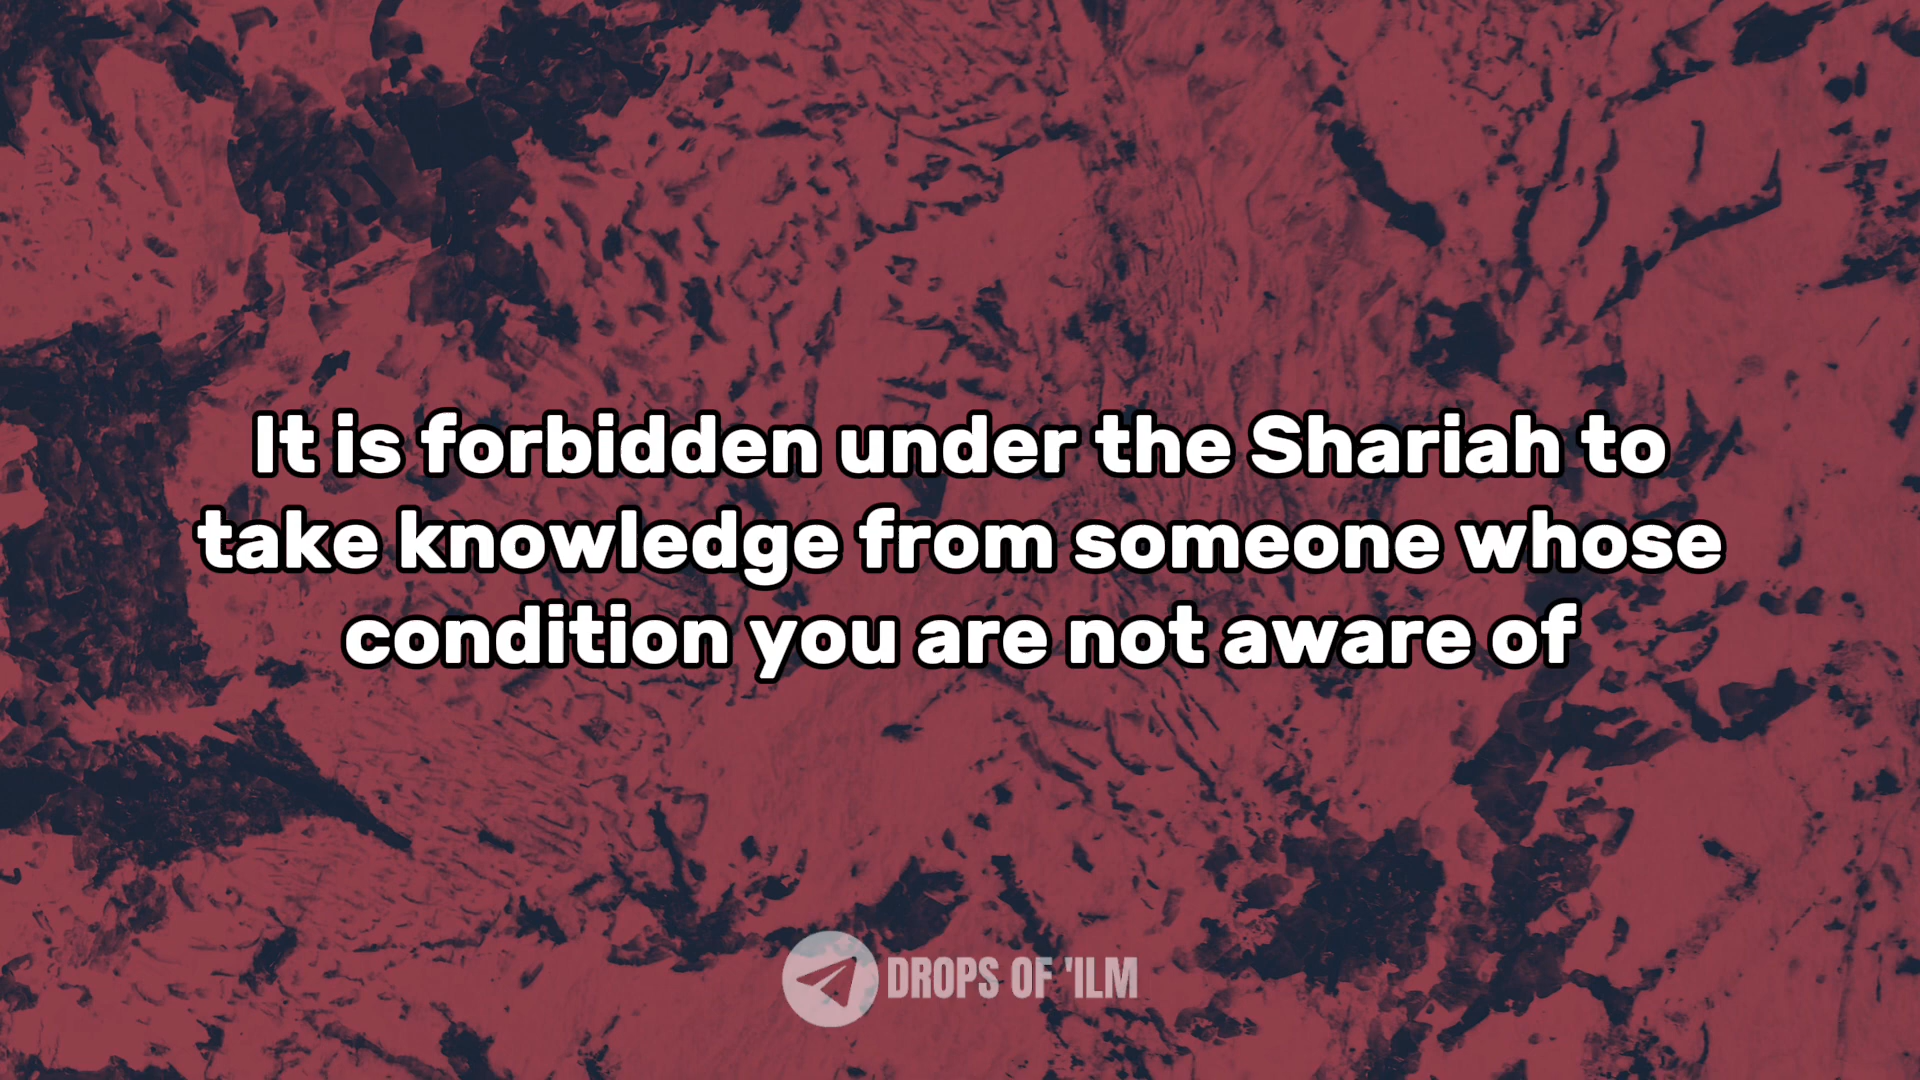 It is forbidden under the Shariah to
take knowledge from someone whose
condition you are not aware of
DROPS OF 'ILM